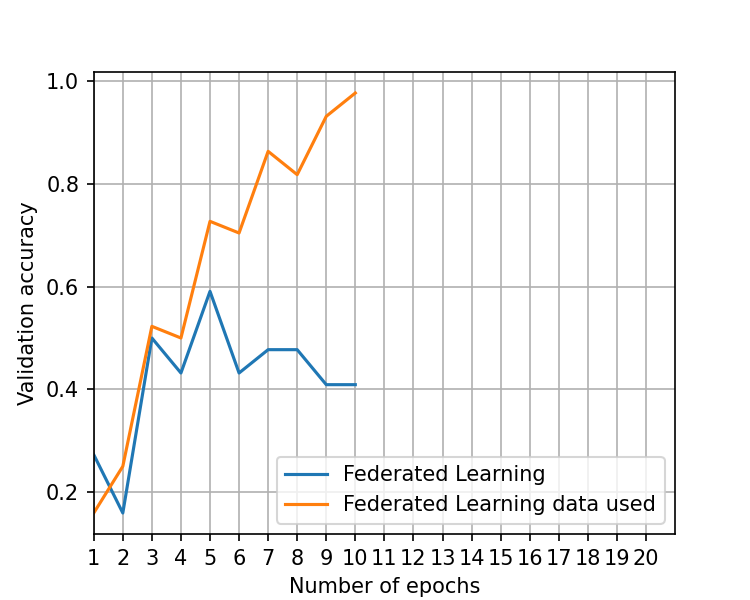 1.0
0.8
0.6
0.4
0.2
Validation accuracy
Federated Learning
Federated Learning data used
1 2 3 4 5 6 7 8 9 10 11 12 13 14 15 16 17 18 19 20
Number of epochs